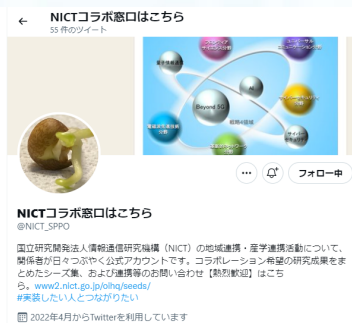 NICTコラボ窓口はこちら
55 件のツイート
AI
Beyond 5G
フォロー中
NICTコラボ窓口はこちら
@NICT_SPPO
国立研究開発法人情報通信研究機構（NICT）の地域連携・産学連携活動について、
関係者が日々つぶやく公式アカウントです。コラボレーション希望の研究成果をま
とめたシーズ集、および連携等のお問い合わせ【熱烈歓迎】はこち
ら。www2.nict.go.jp/oihq/seeds/
#実装したい人とつながりたい
2022年4月からTwitterを利用しています